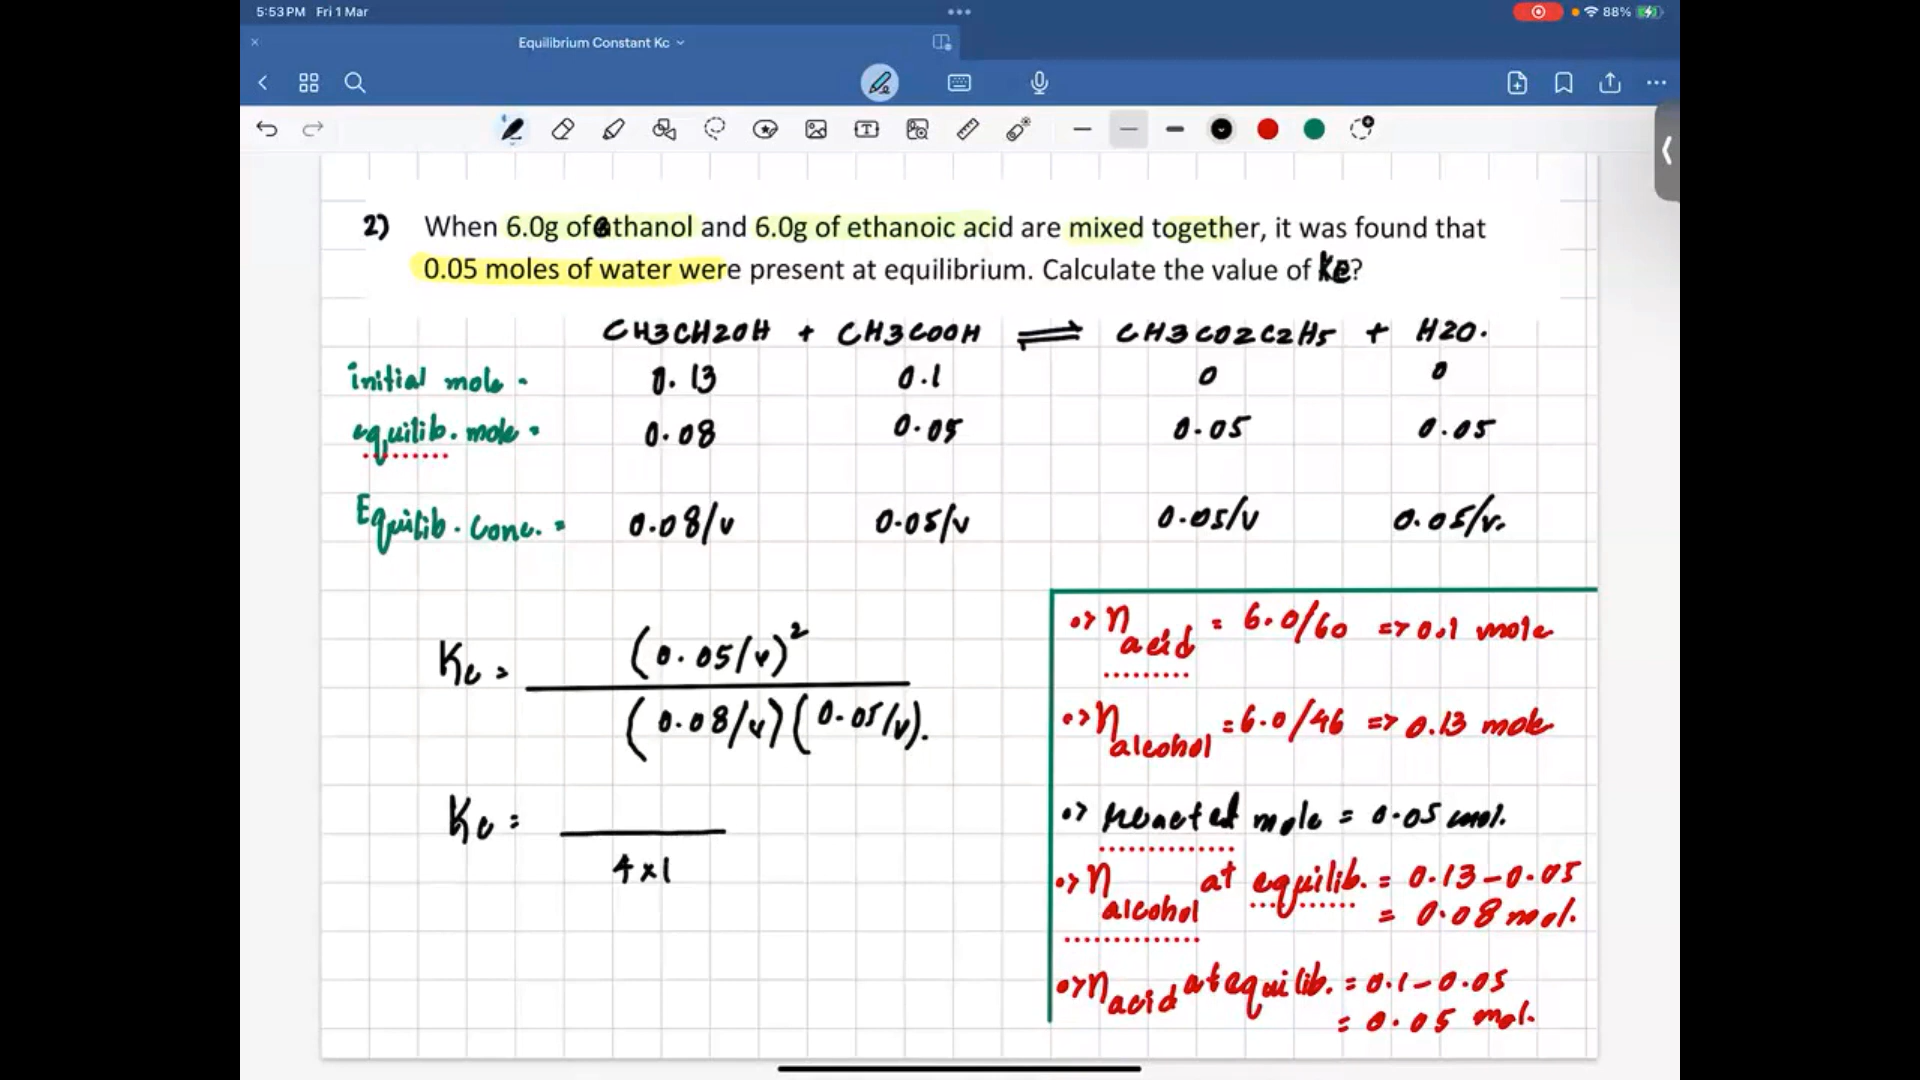 5:53 PM Fri 1 Mar
88%
Equilibrium Constant Kc
2) When 6.0g of ethanol and 6.0g of ethanoic acid are mixed together, it was found that
0.05 moles of water were present at equilibrium. Calculate the value of Kc?
CH3CH2OH + CH3COOH ⇌ CH3CO2C2H5 + H2O.
initial mole = 0.13 0.1 0 0
equilib. mole = 0.08 0.05 0.05 0.05
Equilib. conc. = 0.08/v 0.05/v 0.05/v 0.05/v.
Kc = (0.05/v)²
(0.08/v)(0.05/v).
Kc =
4x1
n acid = 6.0/60 => 0.1 mole
n alcohol = 6.0/46 => 0.13 mole
reacted mole = 0.05 mol.
n alcohol at equilib. = 0.13-0.05
= 0.08 mol.
n acid at equilib. = 0.1-0.05
= 0.05 mol.